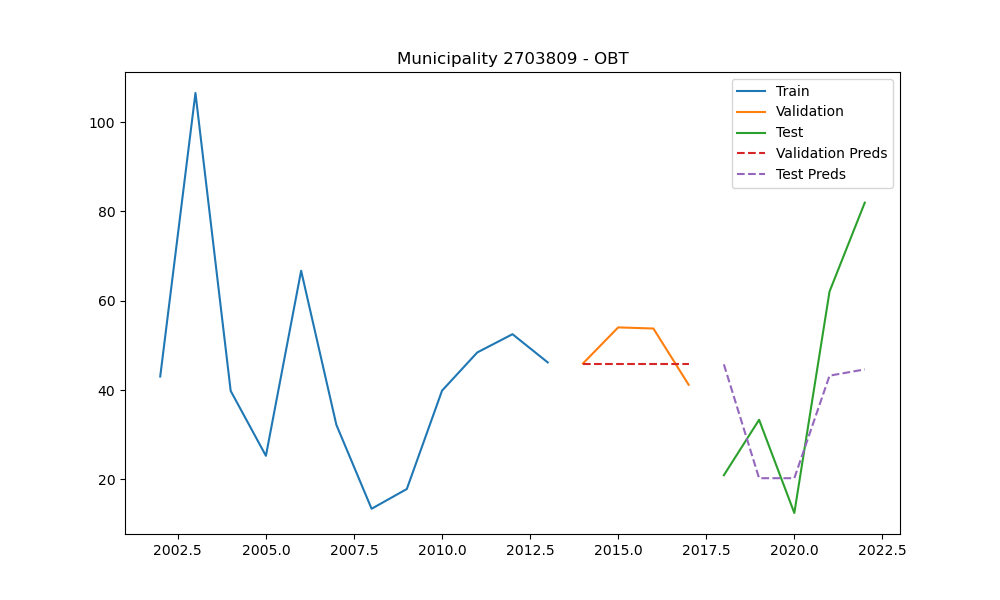 Municipality 2703809 - OBT
Train
Validation
Test
Validation Preds
Test Preds
100
80
60
40
20
2002.5 2005.0 2007.5 2010.0 2012.5 2015.0 2017.5 2020.0 2022.5